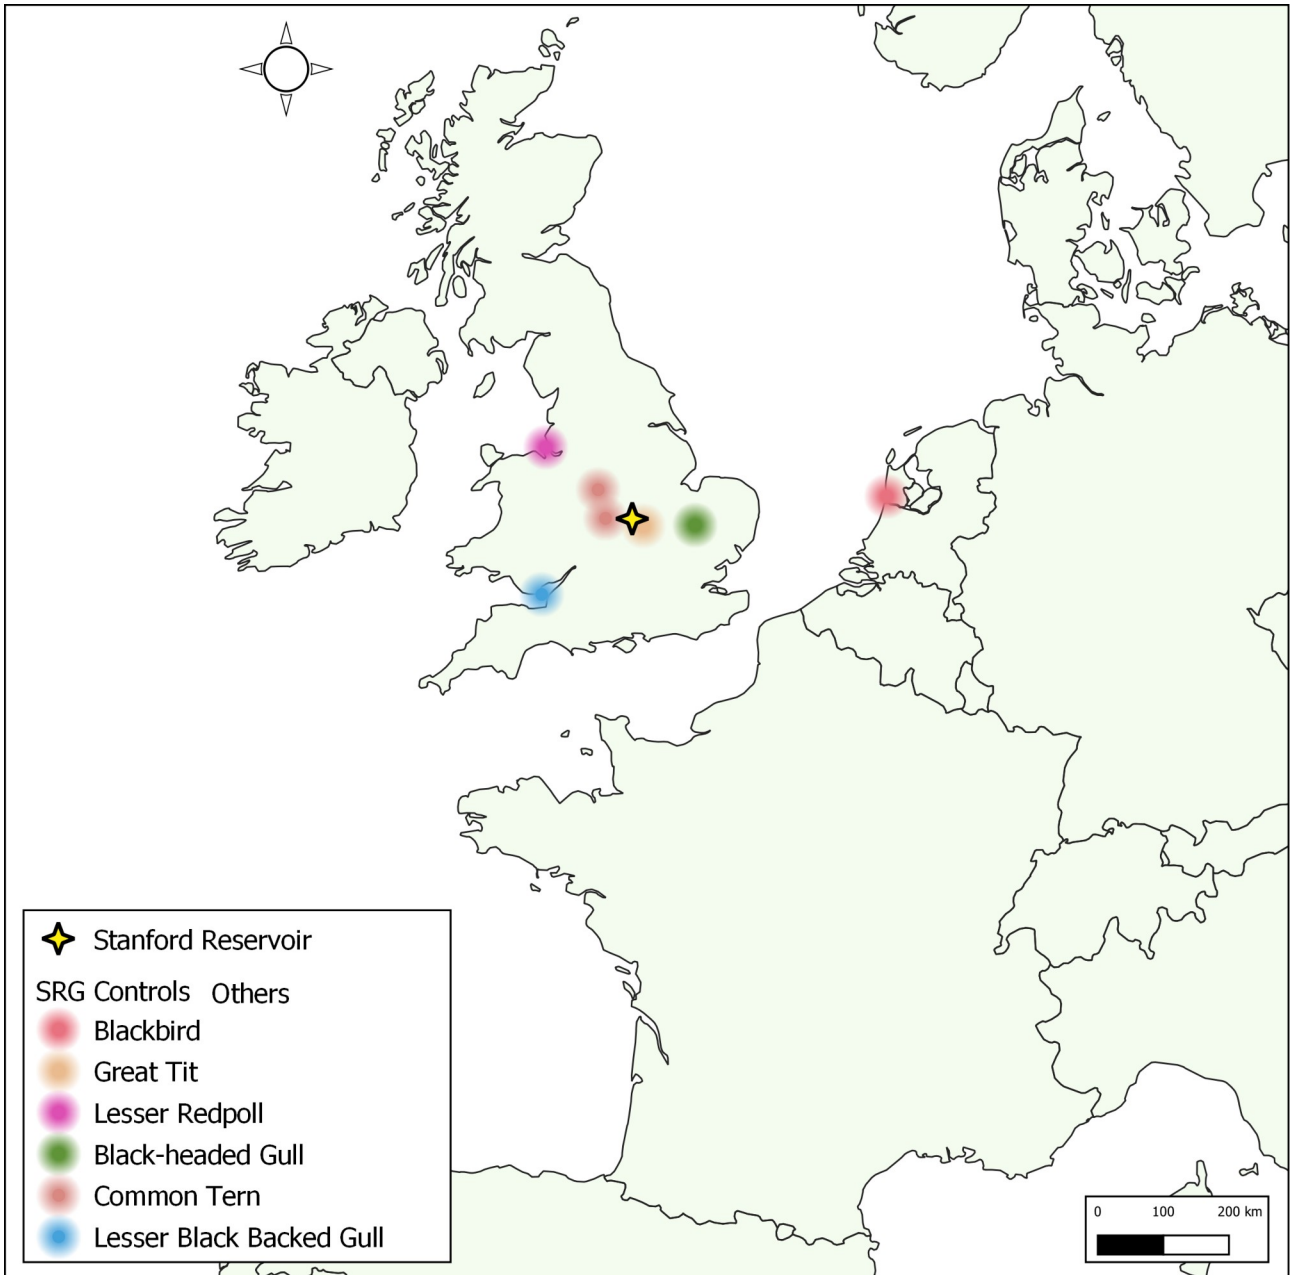 Stanford Reservoir
SRG Controls Others
Blackbird
Great Tit
Lesser Redpoll
Black-headed Gull
Common Tern
Lesser Black Backed Gull
0 100 200 km